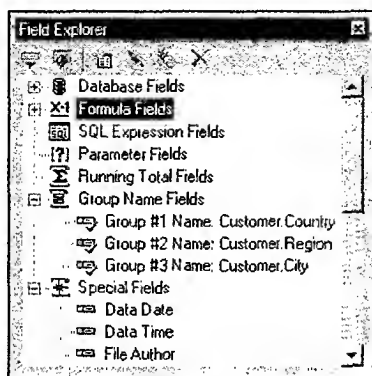 Field Explorer
Database Fields
X·1 Formula Fields
SQL SQL Expression Fields
[?] Parameter Fields
Σ Running Total Fields
Group Name Fields
Group #1 Name: Customer.Country
Group #2 Name: Customer.Region
Group #3 Name: Customer.City
Special Fields
Data Date
Data Time
File Author